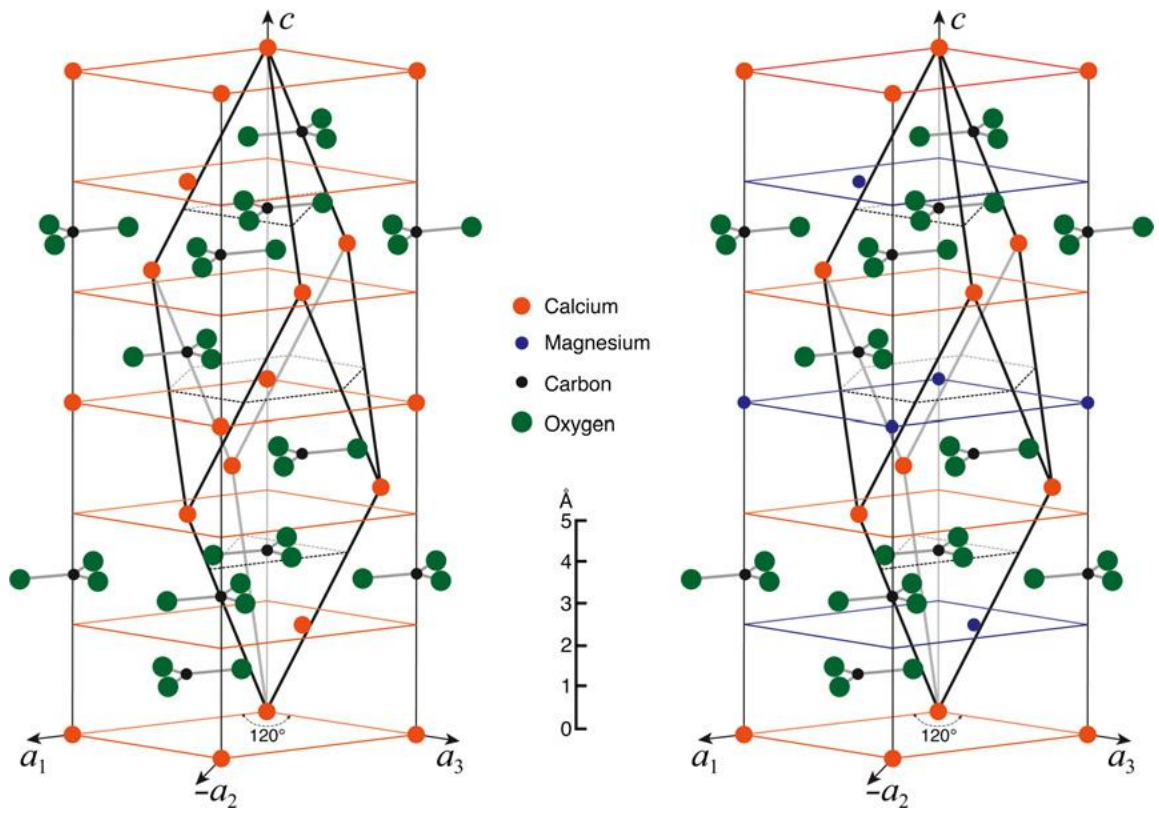 c
c
Calcium
Magnesium
Carbon
Oxygen
Å
5
4
3
2
1
0
120°
a1
–a2
a3
120°
a1
–a2
a3